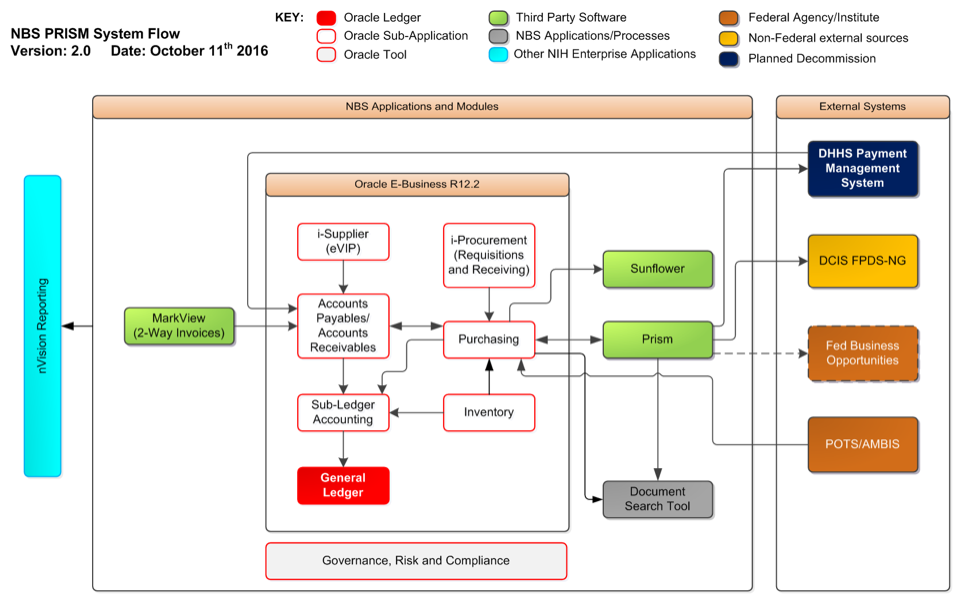 NBS PRISM System Flow
Version: 2.0 Date: October 11th 2016
KEY:
Oracle Ledger
Oracle Sub-Application
Oracle Tool
Third Party Software
NBS Applications/Processes
Other NIH Enterprise Applications
Federal Agency/Institute
Non-Federal external sources
Planned Decommission
NBS Applications and Modules
External Systems
Oracle E-Business R12.2
nVision Reporting
MarkView
(2-Way Invoices)
i-Supplier
(eVIP)
i-Procurement
(Requisitions
and Receiving)
Accounts
Payables/
Accounts
Receivables
Purchasing
Sub-Ledger
Accounting
Inventory
General
Ledger
Governance, Risk and Compliance
Sunflower
Prism
Document
Search Tool
DHHS Payment
Management
System
DCIS FPDS-NG
Fed Business
Opportunities
POTS/AMBIS